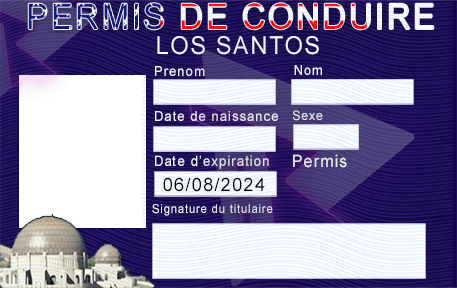 PERMIS DE CONDUIRE
LOS SANTOS
Prenom Nom
Date de naissance Sexe
Date d'expiration Permis
06/08/2024
Signature du titulaire